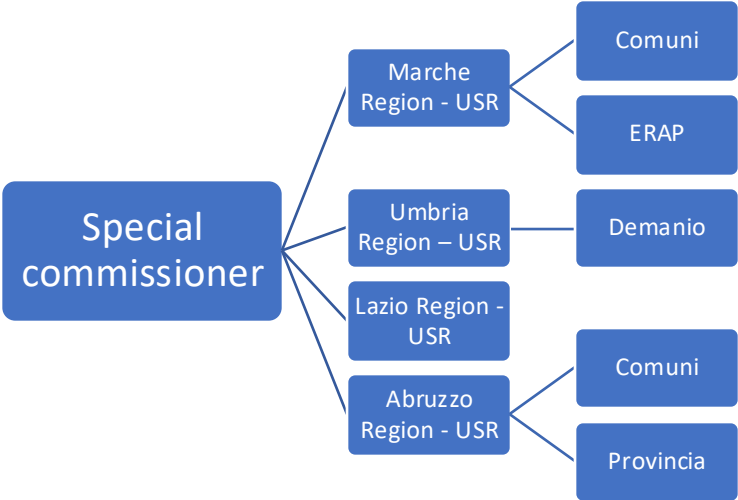 Special
commissioner
Marche
Region - USR
Comuni
ERAP
Umbria
Region – USR
Demanio
Lazio Region -
USR
Abruzzo
Region - USR
Comuni
Provincia